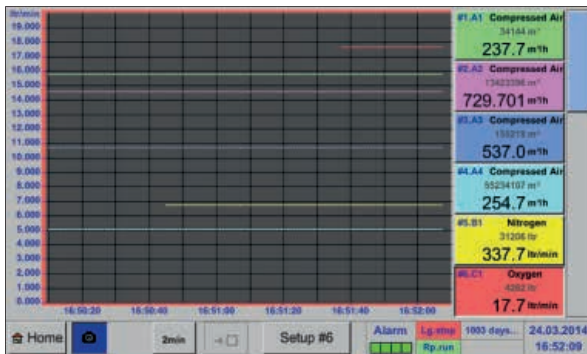 ltr/min
19.000
18.000
17.000
16.000
15.000
14.000
13.000
12.000
11.000
10.000
9.000
8.000
7.000
6.000
5.000
4.000
3.000
2.000
1.000
0.000
16:50:20 16:50:40 16:51:00 16:51:20 16:51:40 16:52:00
#1.A1 Compressed Air
34144 m³
237.7 m³/h
#2.A2 Compressed Air
13423396 m³
729.701 m³/h
#3.A3 Compressed Air
m³
537.0 m³/h
#4.A4 Compressed Air
55234107 m³
254.7 m³/h
#5.B1 Nitrogen
31206 ltr
337.7 ltr/min
#6.C1 Oxygen
4282 ltr
17.7 ltr/min
Home 2min Setup #6 Alarm Lg.stop 1003 days... 24.03.2014
Rp.run 16:52:09